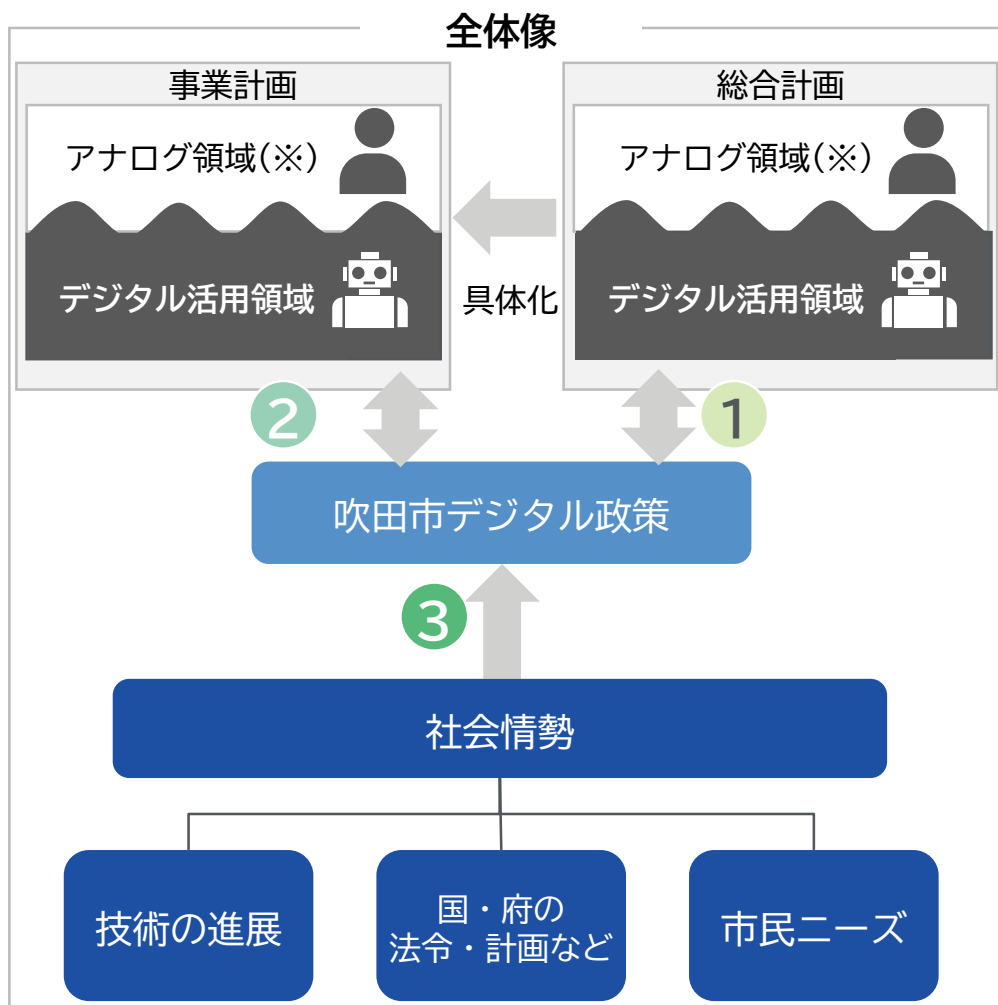 全体像
事業計画
アナログ領域(※)
デジタル活用領域
具体化
総合計画
アナログ領域(※)
デジタル活用領域
2
1
吹田市デジタル政策
3
社会情勢
技術の進展
国・府の
法令・計画など
市民ニーズ